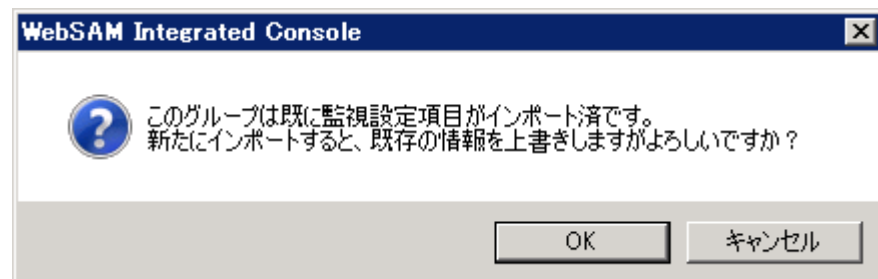 WebSAM Integrated Console
このグループは既に監視設定項目がインポート済です。
新たにインポートすると、既存の情報を上書きしますがよろしいですか？
OK
キャンセル